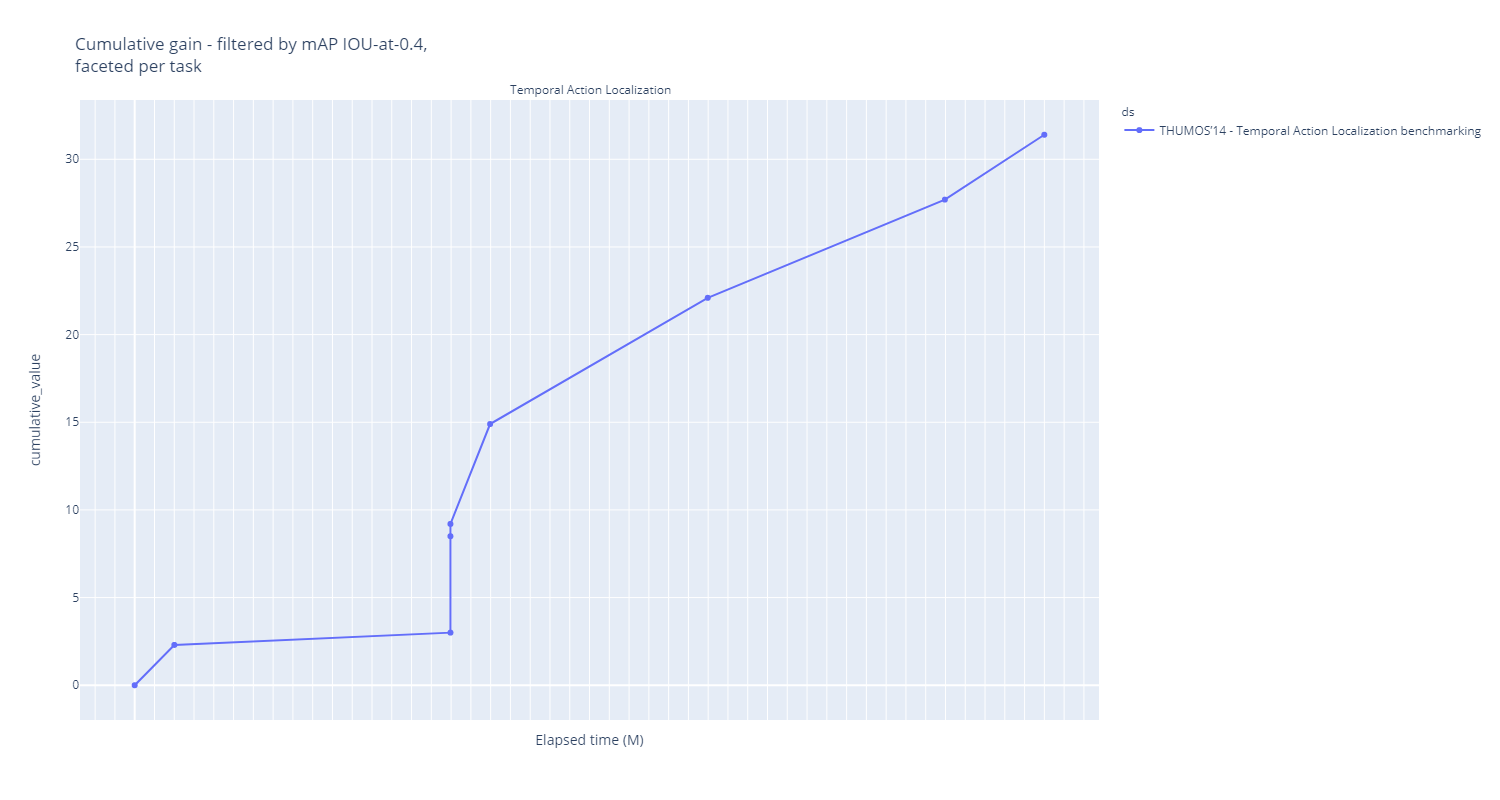 Cumulative gain - filtered by mAP IOU-at-0.4,
faceted per task
Temporal Action Localization
ds
THUMOS’14 - Temporal Action Localization benchmarking
30
25
20
15
10
5
0
cumulative_value
Elapsed time (M)